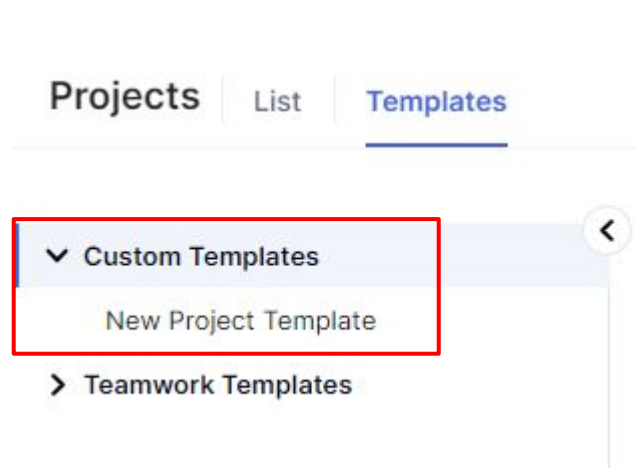 Projects List Templates
Custom Templates
New Project Template
Teamwork Templates